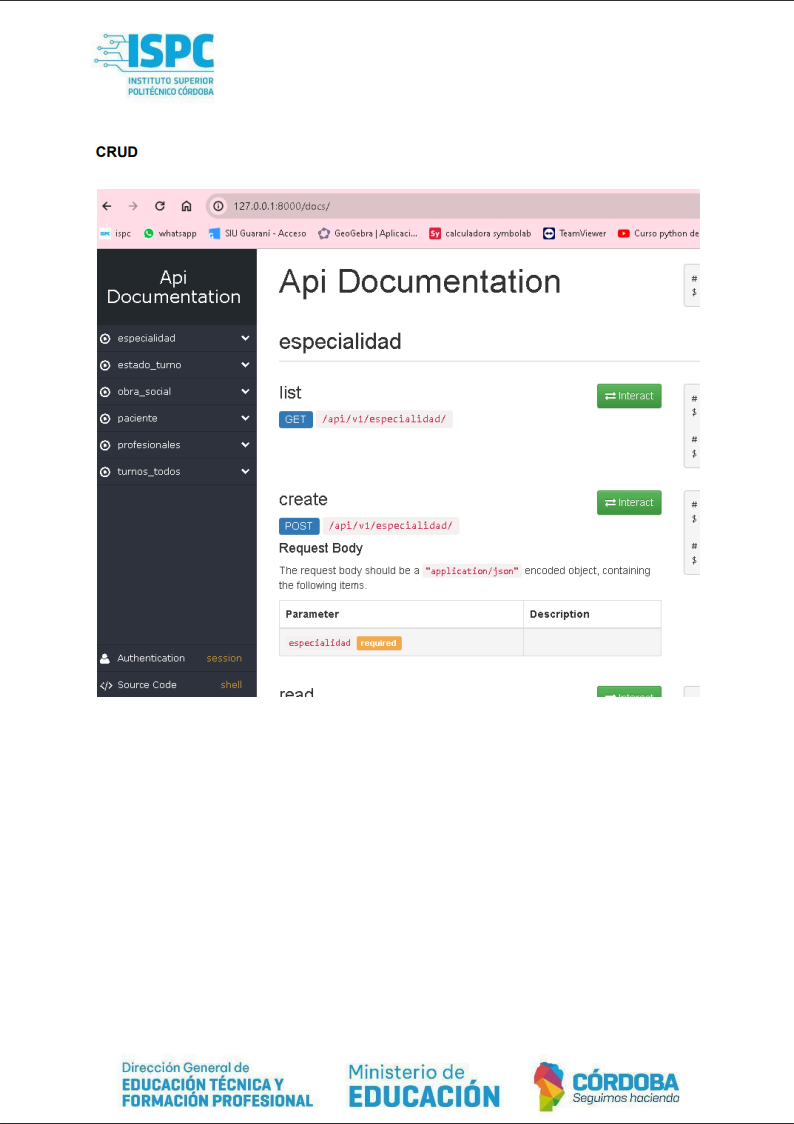 ISPC
INSTITUTO SUPERIOR
POLITÉCNICO CÓRDOBA
CRUD
127.0.0.1:8000/docs/
ispc whatsapp SIU Guaraní - Acceso GeoGebra | Aplicaci... Sy calculadora symbolab TeamViewer Curso python de
Api
Documentation
especialidad
estado_turno
obra_social
paciente
profesionales
turnos_todos
Authentication session
</> Source Code shell
Api Documentation
#
$
especialidad
list
Interact
GET /api/v1/especialidad/
#
$
#
$
create
Interact
POST /api/v1/especialidad/
#
$
#
$
Request Body
The request body should be a "application/json" encoded object, containing
the following items.
Parameter Description
especialidad required
read
Interact
Dirección General de
EDUCACIÓN TÉCNICA Y
FORMACIÓN PROFESIONAL
Ministerio de
EDUCACIÓN
CÓRDOBA
Seguimos haciendo